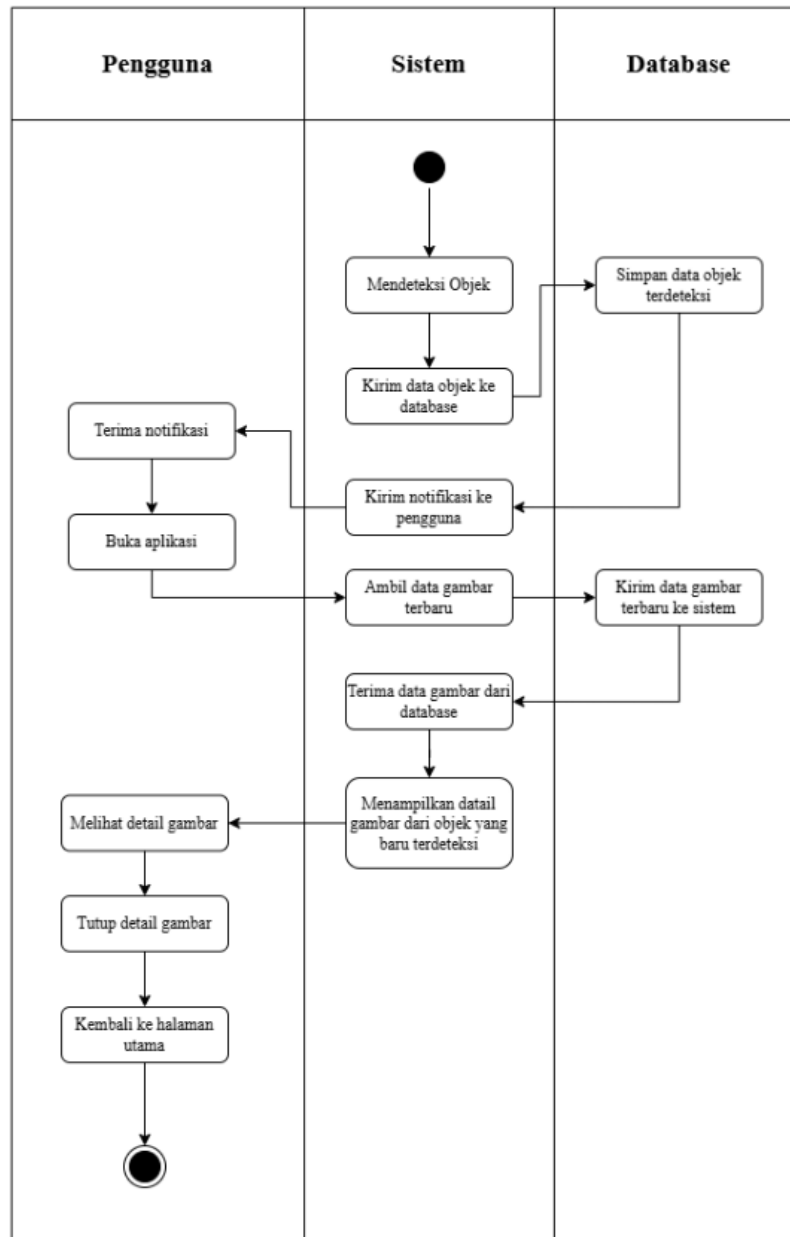 Pengguna
Sistem
Database
Mendeteksi Objek
Simpan data objek
terdeteksi
Kirim data objek ke
database
Terima notifikasi
Kirim notifikasi ke
pengguna
Buka aplikasi
Ambil data gambar
terbaru
Kirim data gambar
terbaru ke sistem
Terima data gambar dari
database
Menampilkan datail
gambar dari objek yang
baru terdeteksi
Melihat detail gambar
Tutup detail gambar
Kembali ke halaman
utama